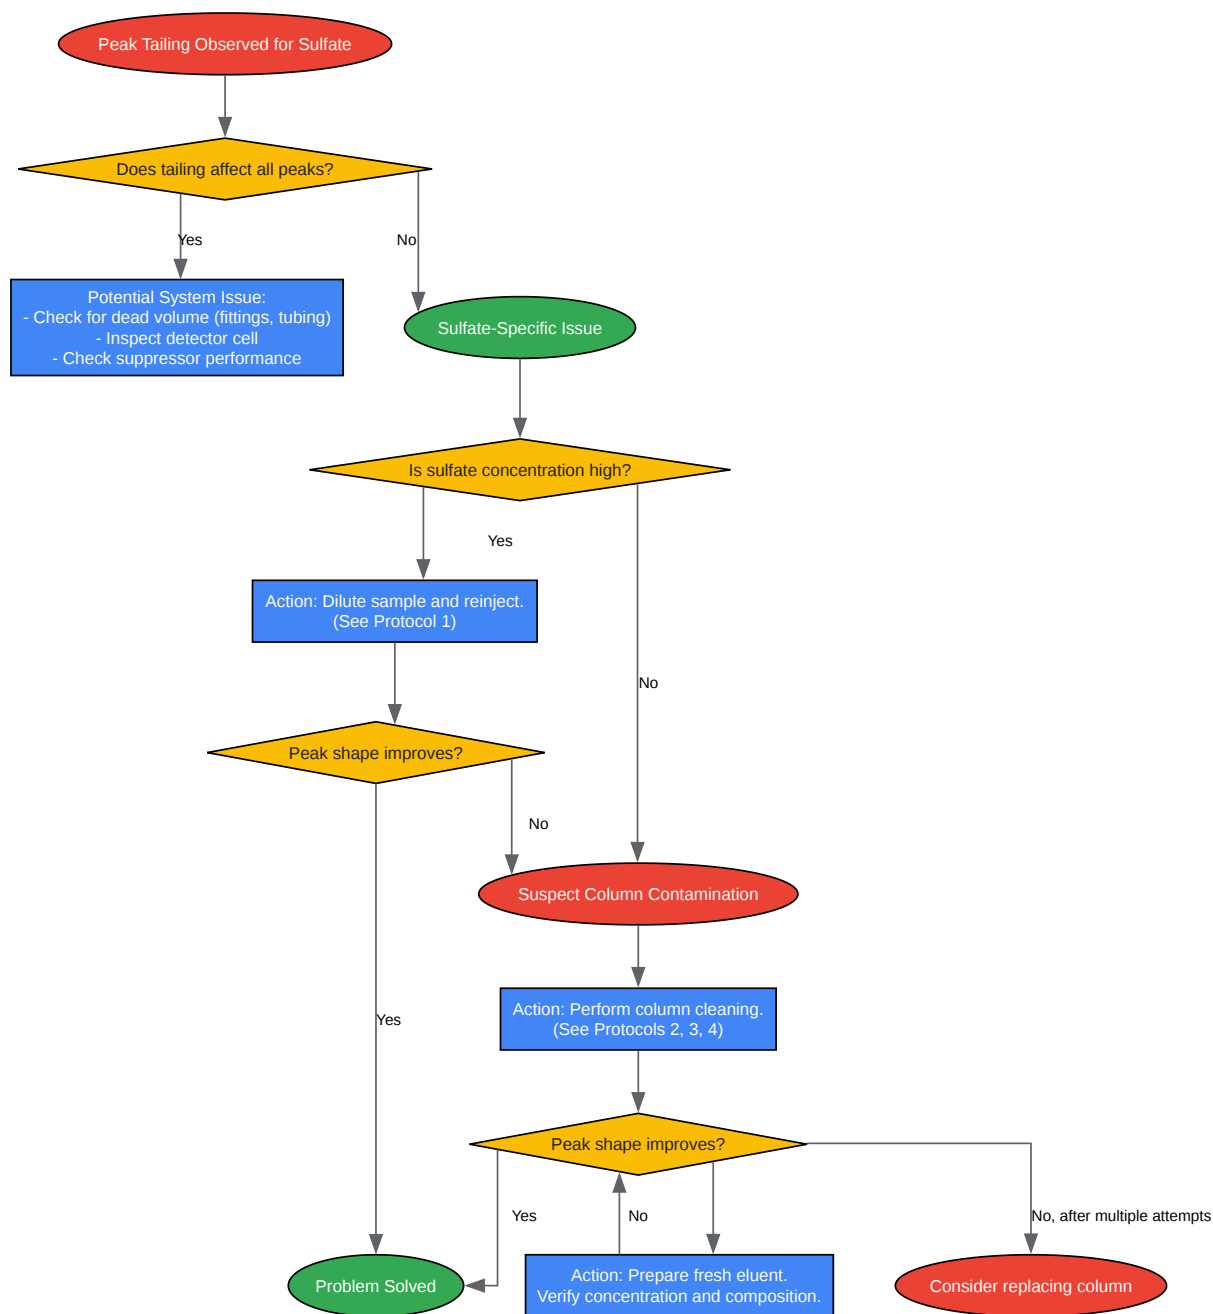 Peak Tailing Observed for Sulfate
Does tailing affect all peaks?
Yes
No
Potential System Issue:
- Check for dead volume (fittings, tubing)
- Inspect detector cell
- Check suppressor performance
Sulfate-Specific Issue
Is sulfate concentration high?
Yes
Action: Dilute sample and reinject.
(See Protocol 1)
No
Peak shape improves?
No
Suspect Column Contamination
Action: Perform column cleaning.
(See Protocols 2, 3, 4)
Yes
Peak shape improves?
Yes
No
No, after multiple attempts
Problem Solved
Action: Prepare fresh eluent.
Verify concentration and composition.
Consider replacing column